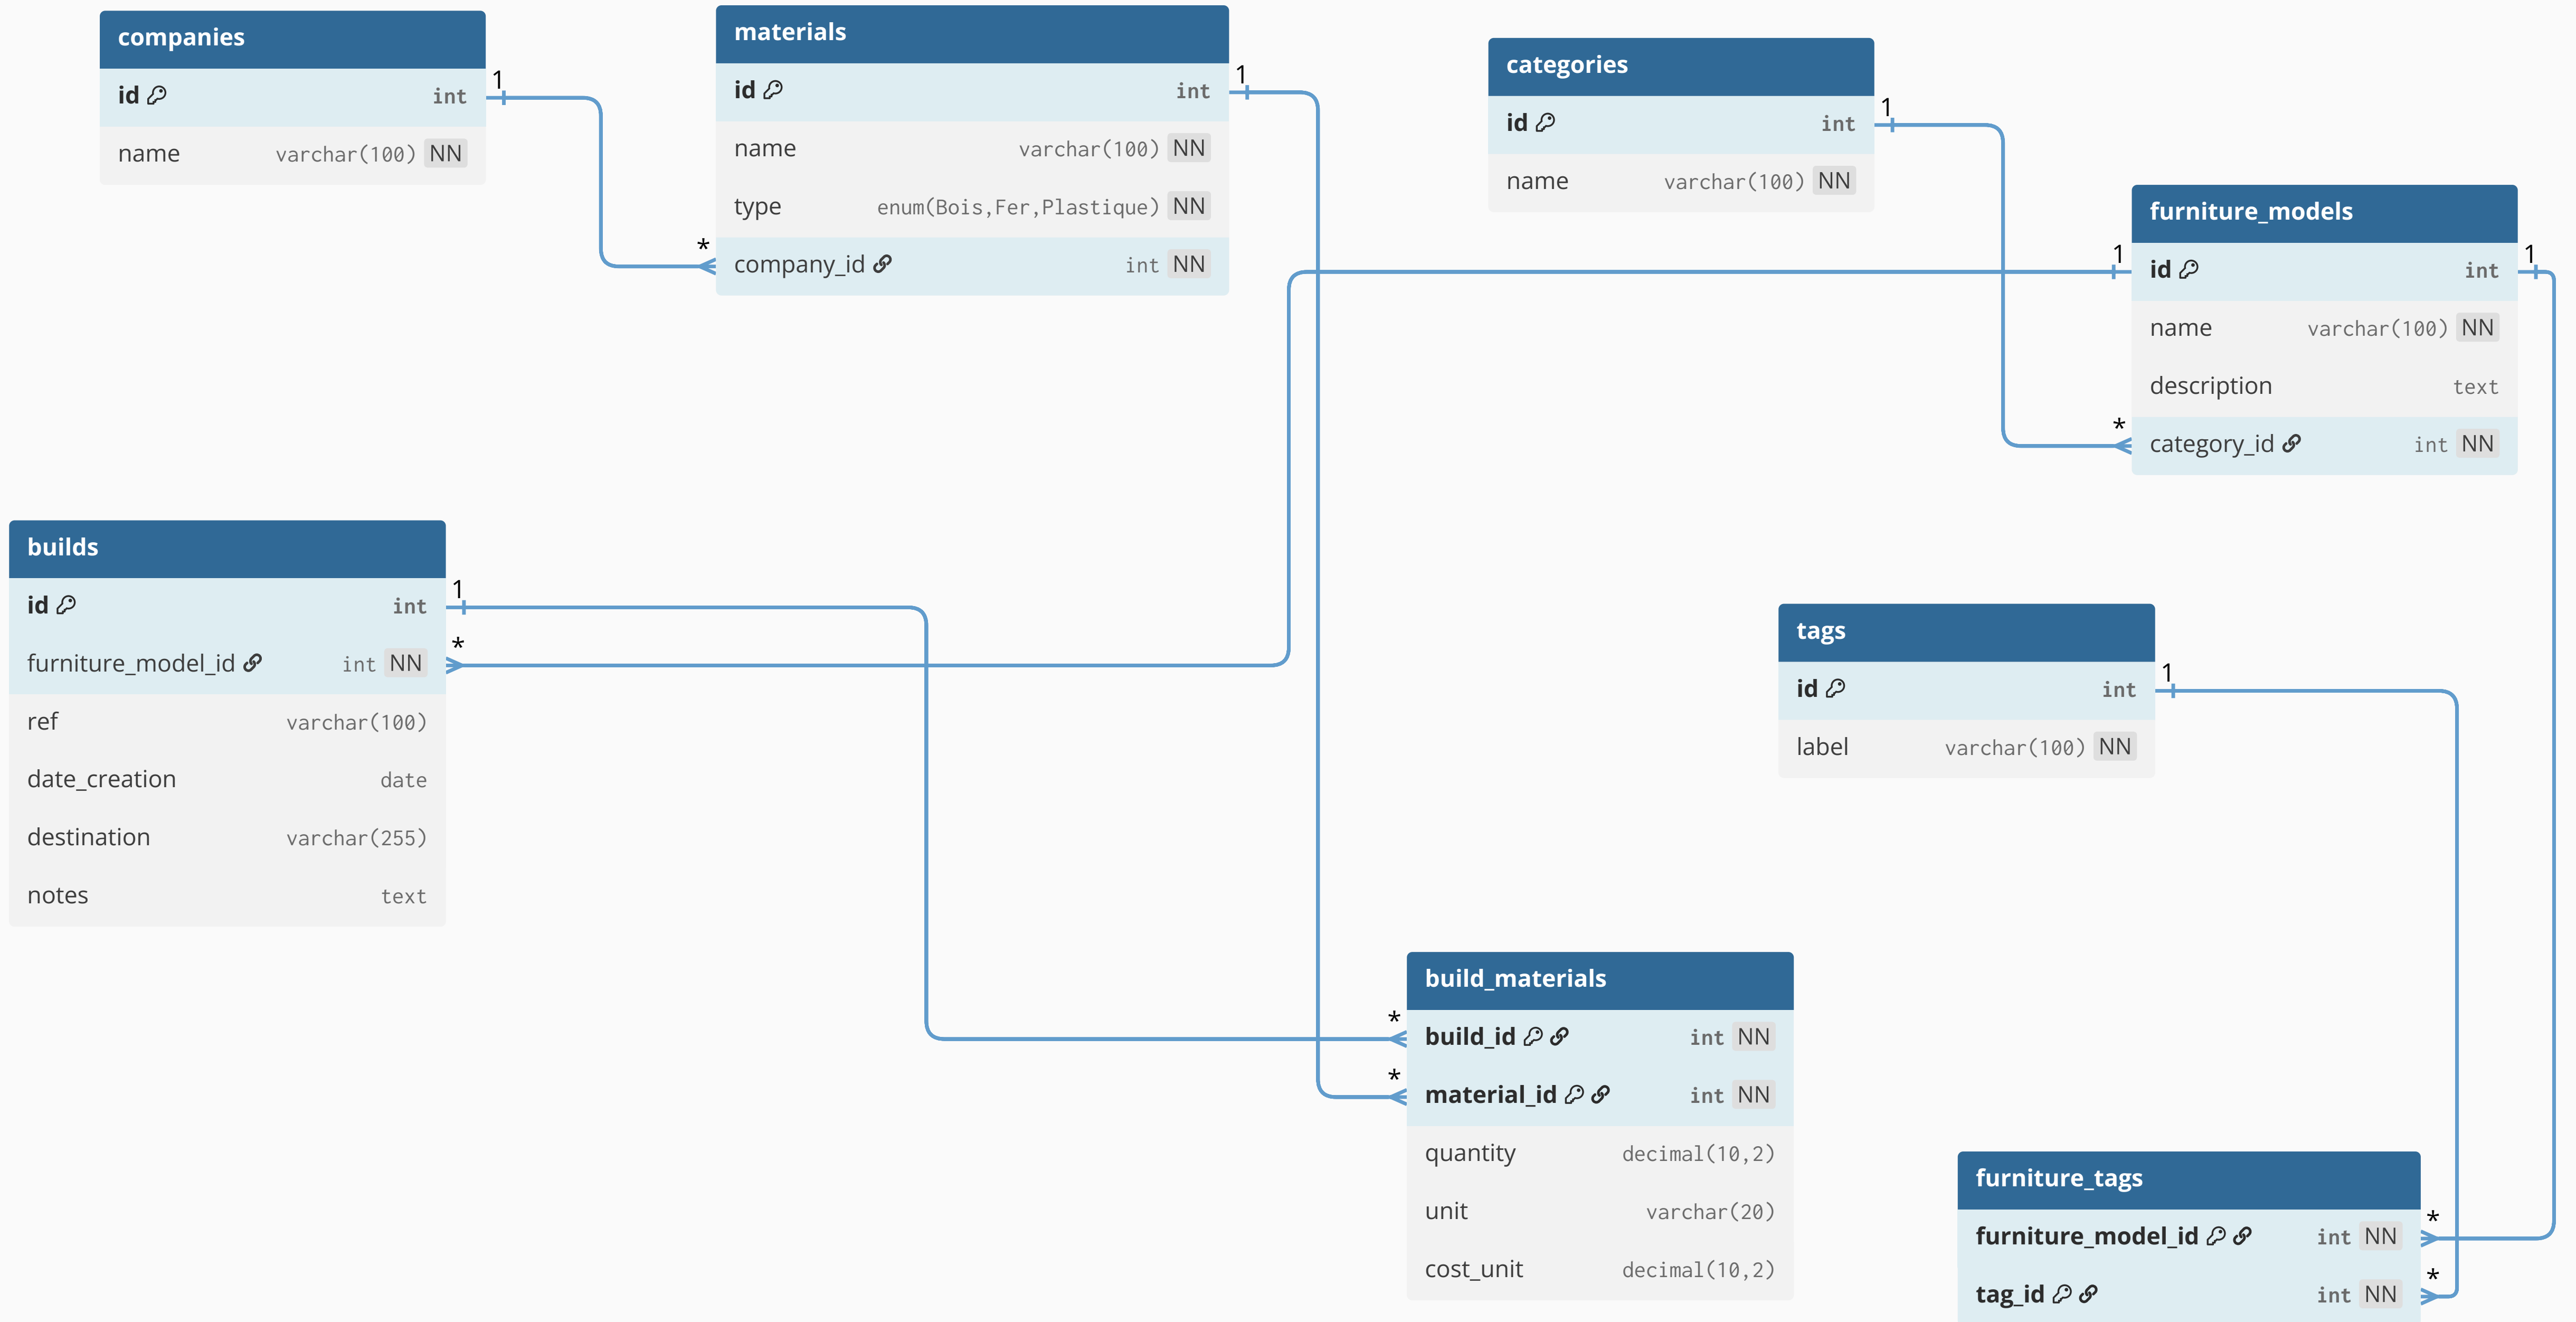 companies
1
id int
name varchar(100) NN
materials
1
id int
name varchar(100) NN
type enum(Bois,Fer,Plastique) NN
*
company_id int NN
categories
1
id int
name varchar(100) NN
furniture_models
1 1
id int
name varchar(100) NN
description text
*
category_id int NN
builds
1
id int
*
furniture_model_id int NN
ref varchar(100)
date_creation date
destination varchar(255)
notes text
tags
1
id int
label varchar(100) NN
build_materials
*
build_id int NN
*
material_id int NN
quantity decimal(10,2)
unit varchar(20)
cost_unit decimal(10,2)
furniture_tags
*
furniture_model_id int NN
*
tag_id int NN